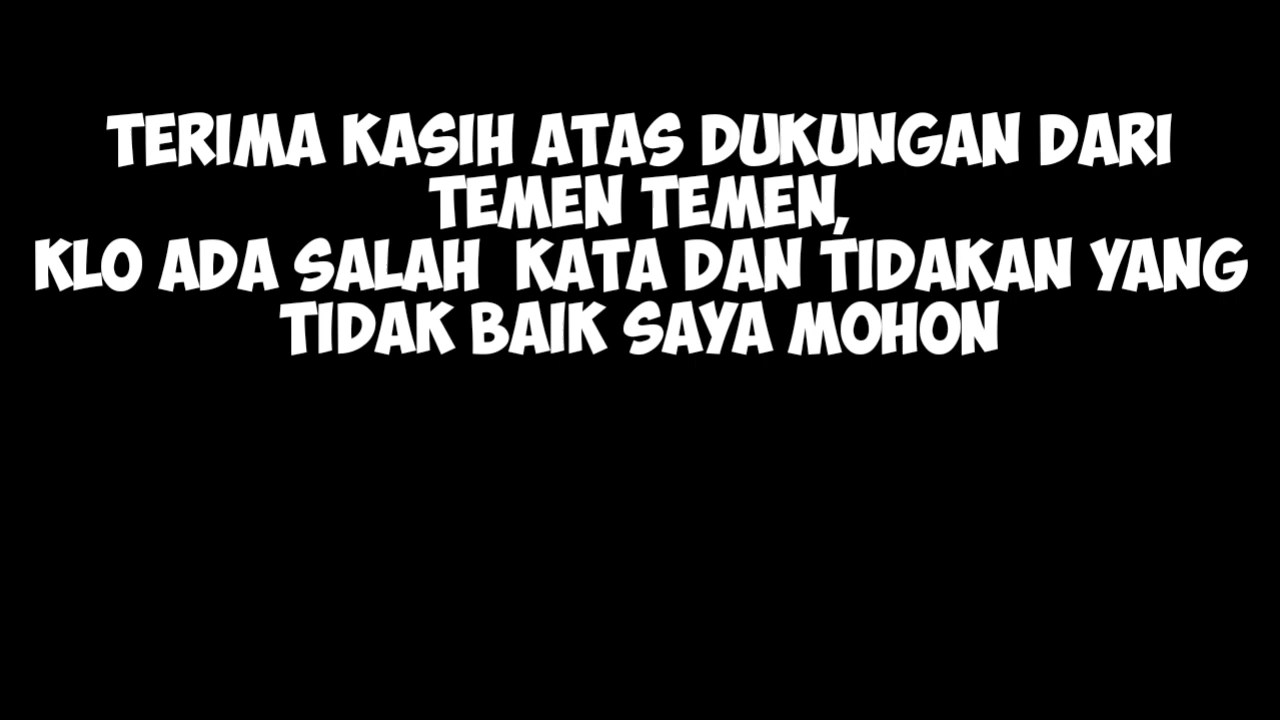 TERIMA KASIH ATAS DUKUNGAN DARI
TEMEN TEMEN,
KLO ADA SALAH  KATA DAN TIDAKAN YANG
TIDAK BAIK SAYA MOHON